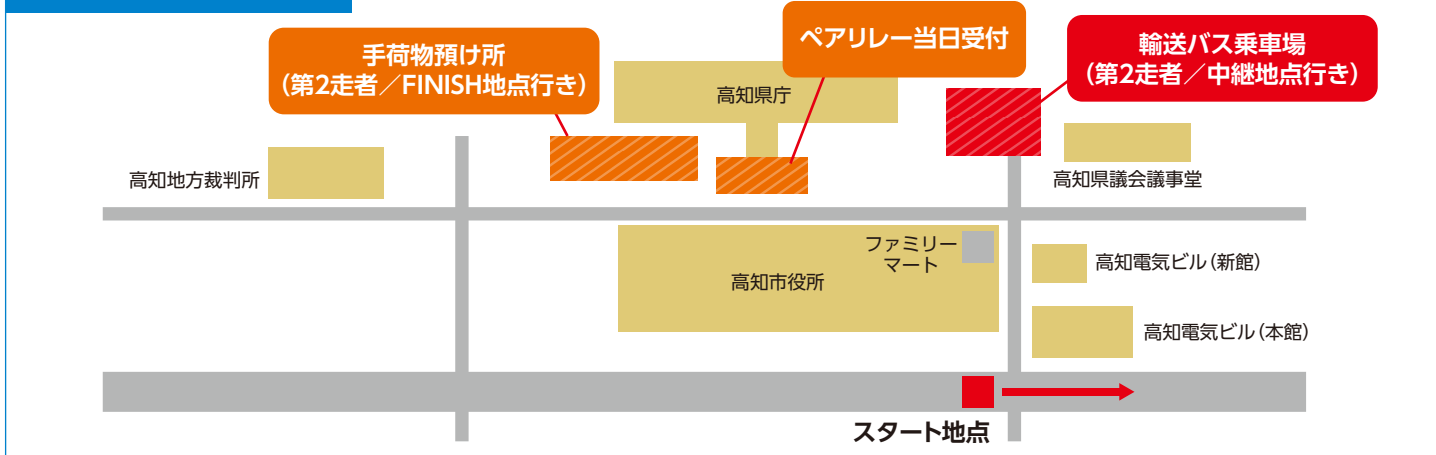 手荷物預け所
(第2走者／FINISH地点行き)
ペアリレー当日受付
輸送バス乗車場
(第2走者／中継地点行き)
高知県庁
高知地方裁判所
高知県議会議事堂
ファミリー
マート
高知市役所
高知電気ビル(新館)
高知電気ビル(本館)
スタート地点